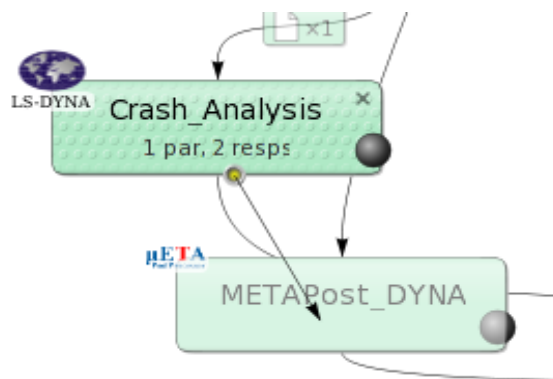 ×1
LS-DYNA
Crash_Analysis
1 par, 2 resps
μETA
METAPost_DYNA